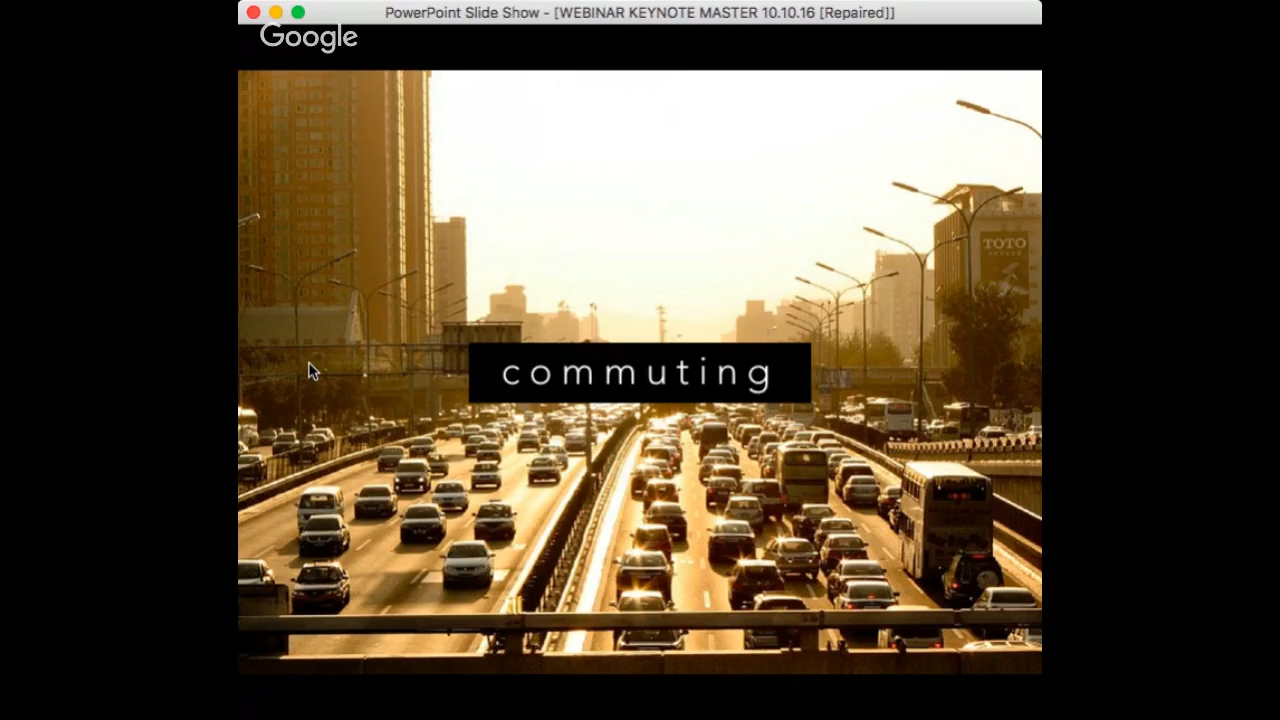 PowerPoint Slide Show - [WEBINAR KEYNOTE MASTER 10.10.16 [Repaired]]
Google
TOTO
commuting